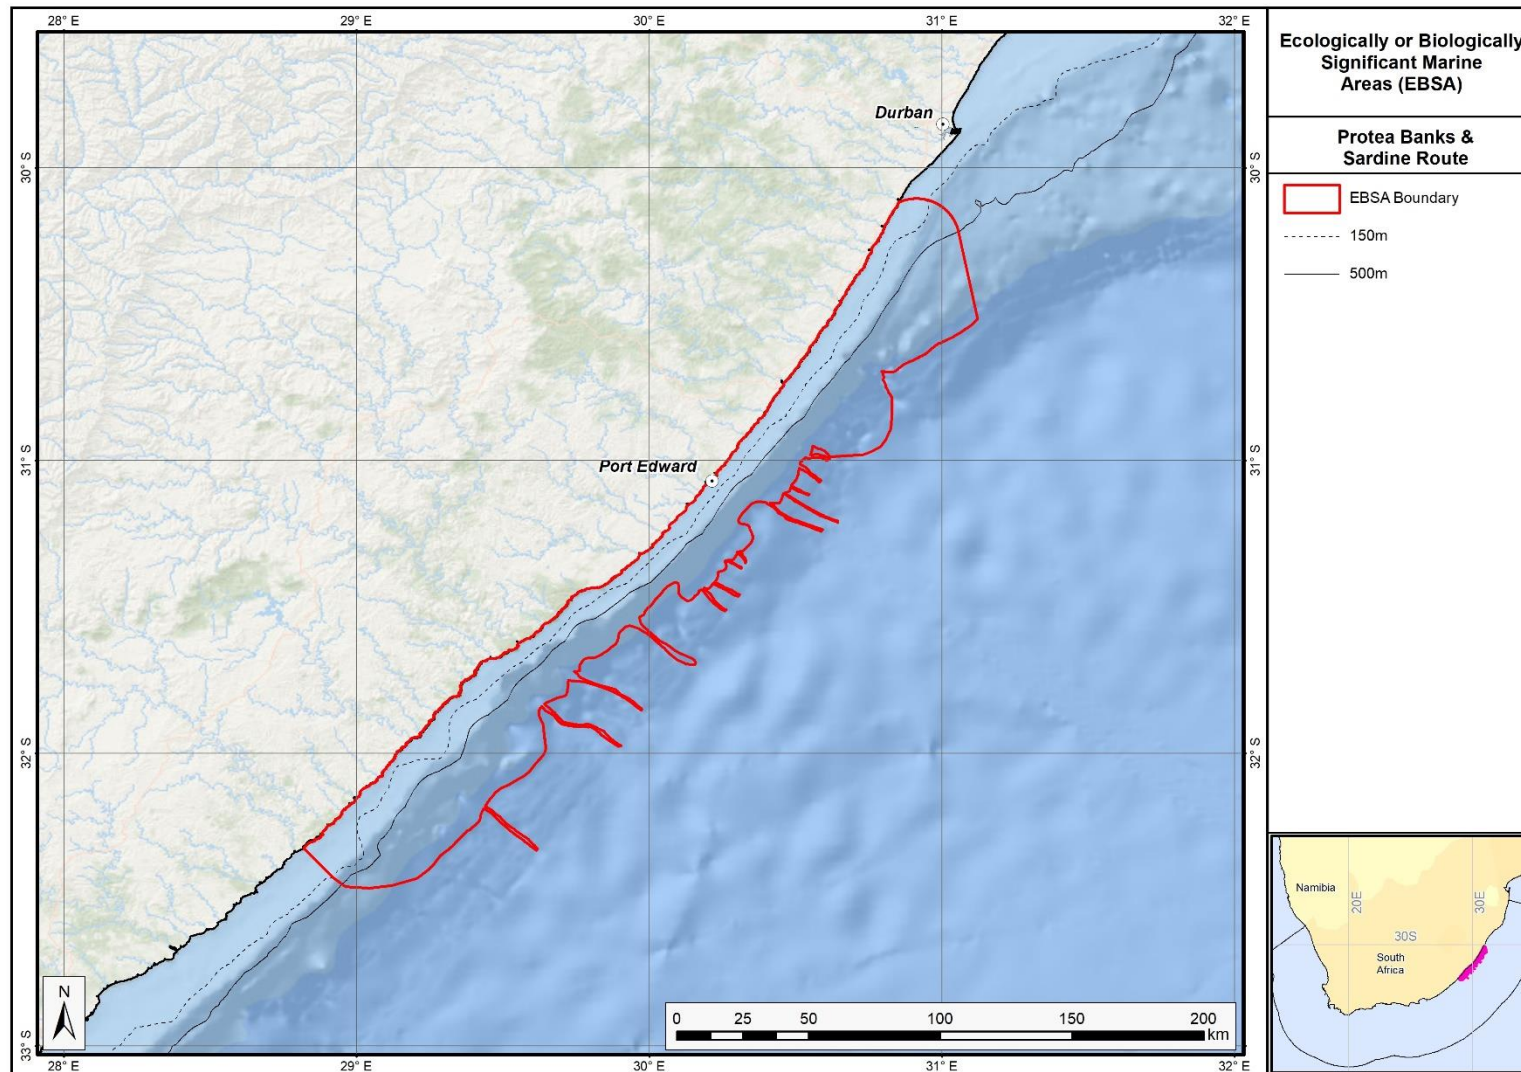 28° E
29° E
30° E
31° E
32° E
Ecologically or Biologically
Significant Marine
Areas (EBSA)
Protea Banks &
Sardine Route
EBSA Boundary
150m
500m
Durban
30° S
30° S
Port Edward
31° S
31° S
32° S
32° S
33° S
33° S
N
0 25 50 100 150 200
km
28° E
29° E
30° E
31° E
32° E
Namibia
20E
30E
30S
South
Africa